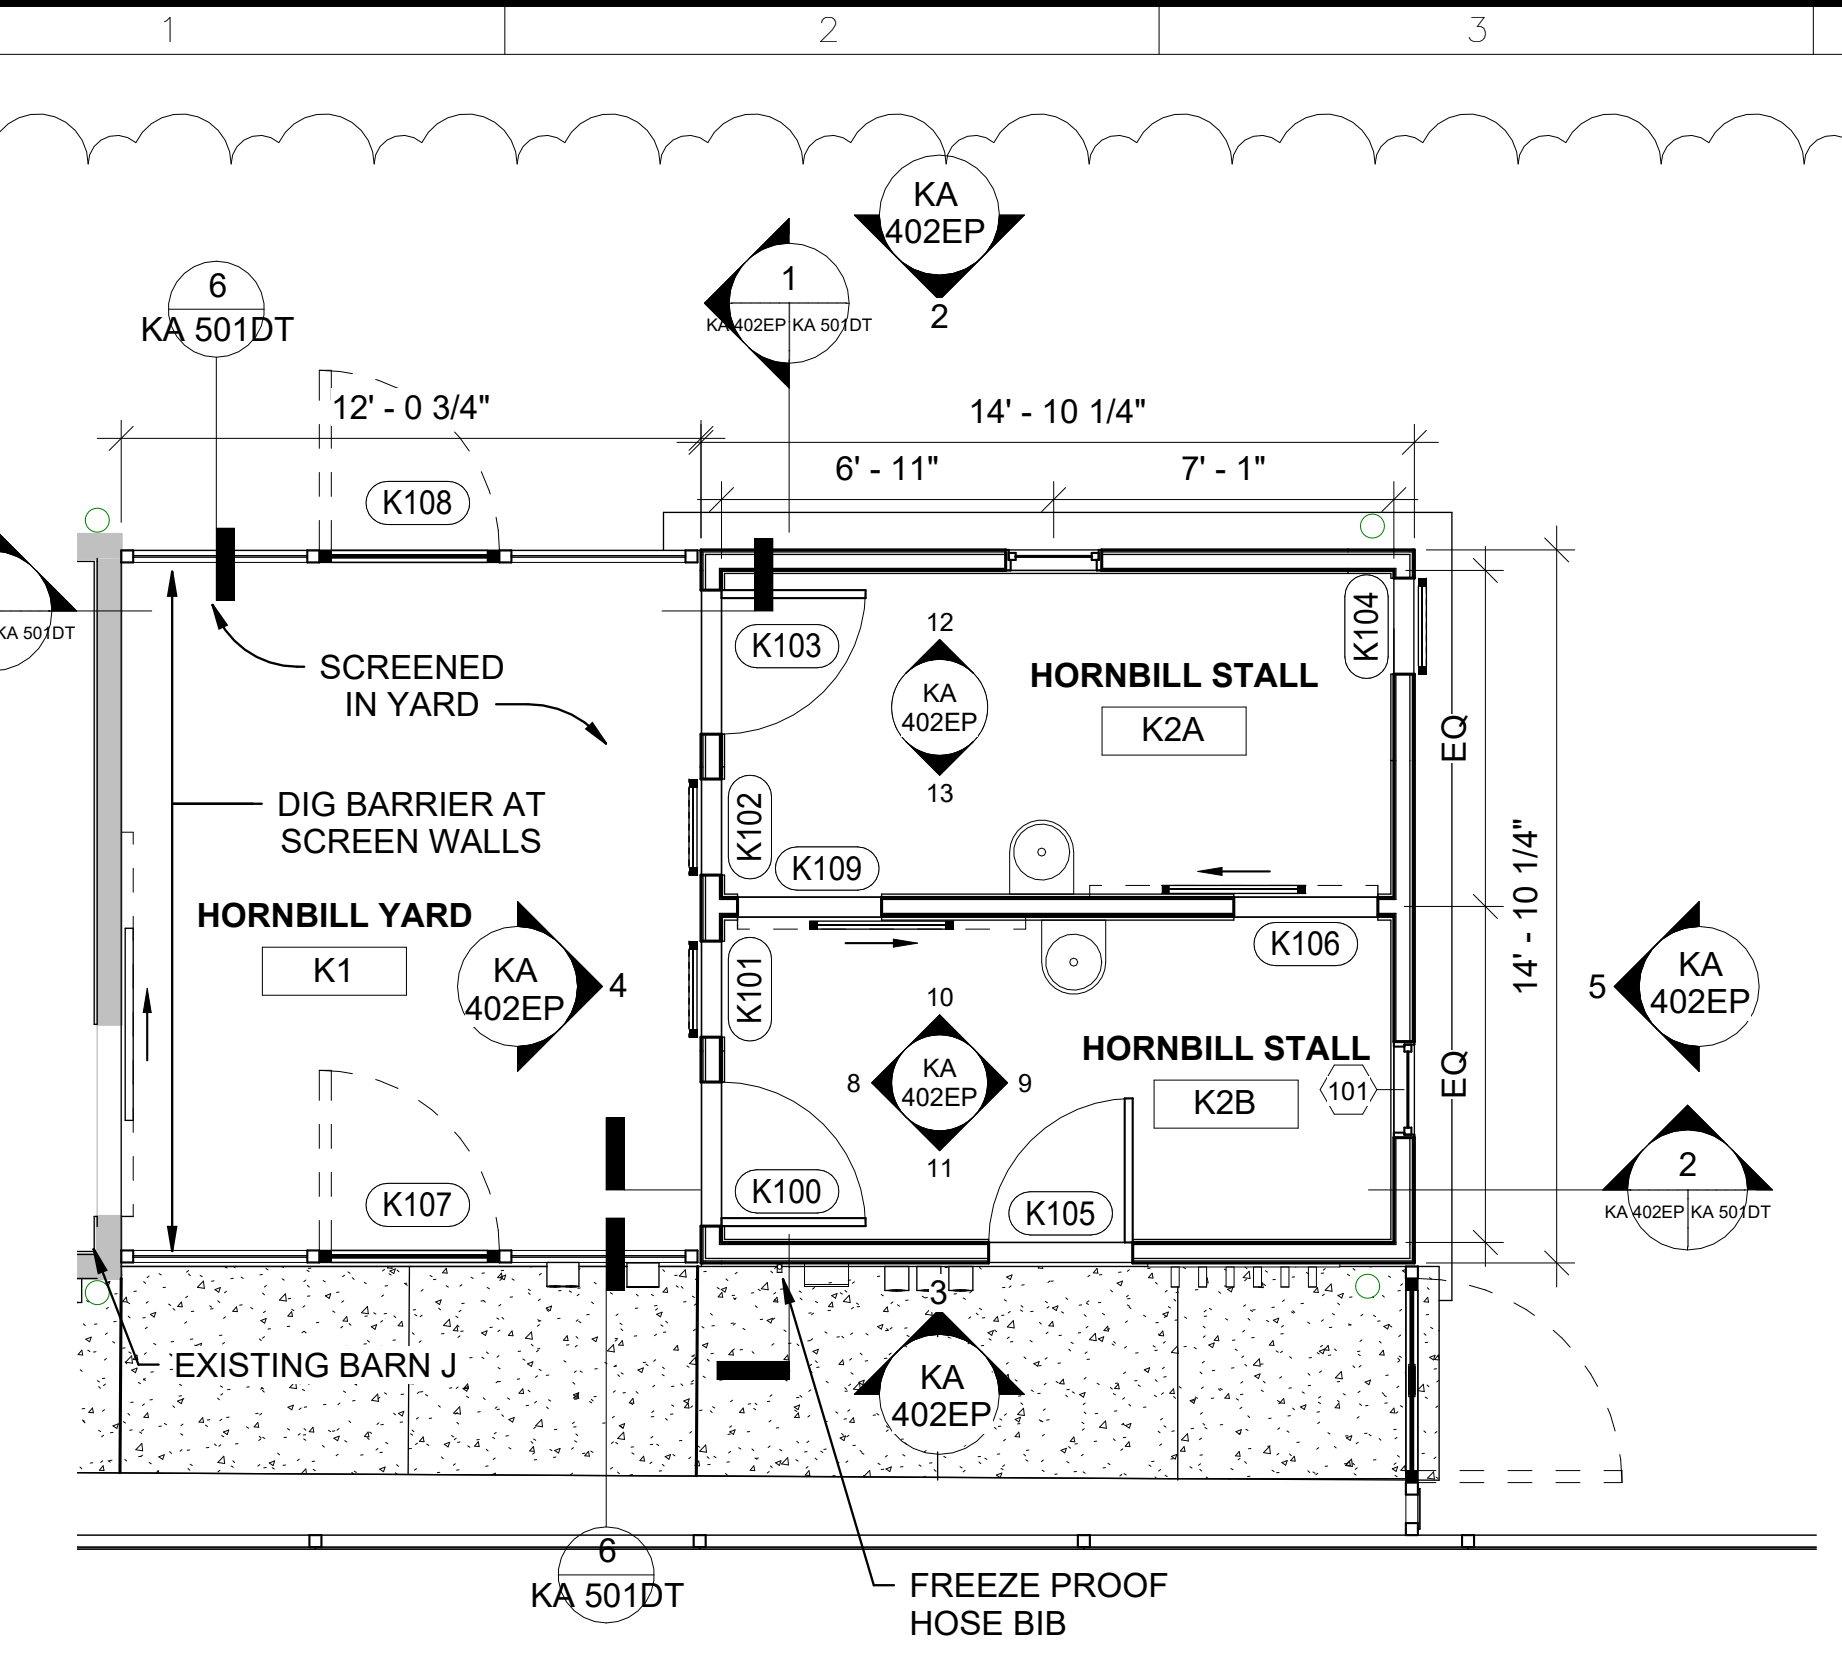 1
2
3
KA
402EP
2
1
KA 402EP
KA 501DT
6
KA 501DT
12' - 0 3/4"
14' - 10 1/4"
6' - 11"
7' - 1"
K108
KA 501DT
K103
K104
12
KA
402EP
13
HORNBILL STALL
K2A
SCREENED
IN YARD
EQ
DIG BARRIER AT
SCREEN WALLS
K102
K109
14' - 10 1/4"
HORNBILL YARD
K1
KA
402EP
4
K101
K106
5
KA
402EP
10
8
KA
402EP
9
11
HORNBILL STALL
K2B
101
EQ
K107
K100
K105
2
KA 402EP
KA 501DT
3
KA
402EP
EXISTING BARN J
6
KA 501DT
FREEZE PROOF
HOSE BIB